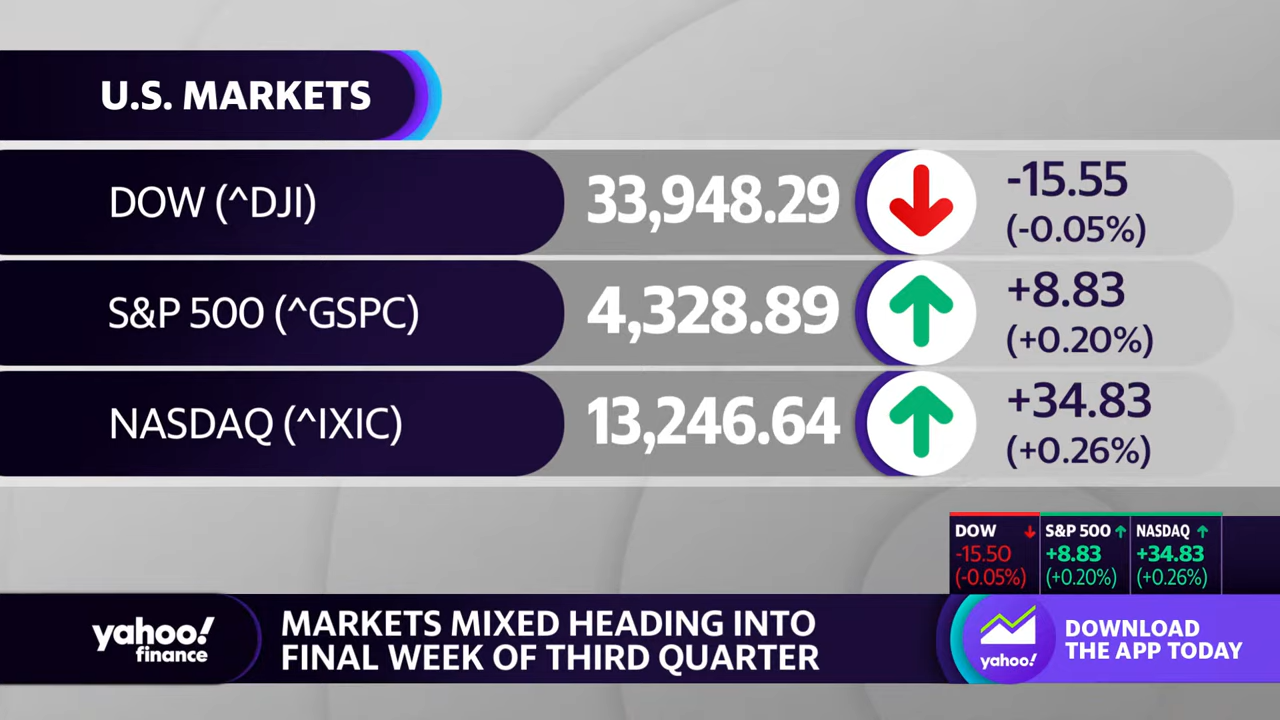 U.S. MARKETS
DOW (^DJI) 33,948.29 -15.55
(-0.05%)
S&P 500 (^GSPC) 4,328.89 +8.83
(+0.20%)
NASDAQ (^IXIC) 13,246.64 +34.83
(+0.26%)
DOW S&P 500 NASDAQ
-15.50 +8.83 +34.83
(-0.05%) (+0.20%) (+0.26%)
yahoo!
finance
MARKETS MIXED HEADING INTO
FINAL WEEK OF THIRD QUARTER
yahoo!
DOWNLOAD
THE APP TODAY